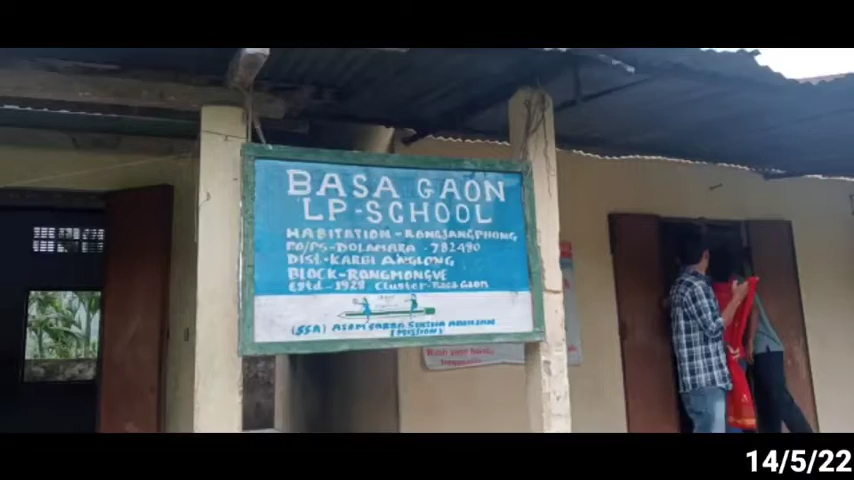 BASA GAON
LP-SCHOOL
HABITATION-RONGJANGPHONG
PO/PS-DOLAMARA-782490
DIST-KARBI ANGLONG
BLOCK-RONGMONGVE
Estd-1928 Cluster-Basa Gaon
(SSA) ASOM SARBA SIKSHA ABHIJAN
(MISSION)
14/5/22